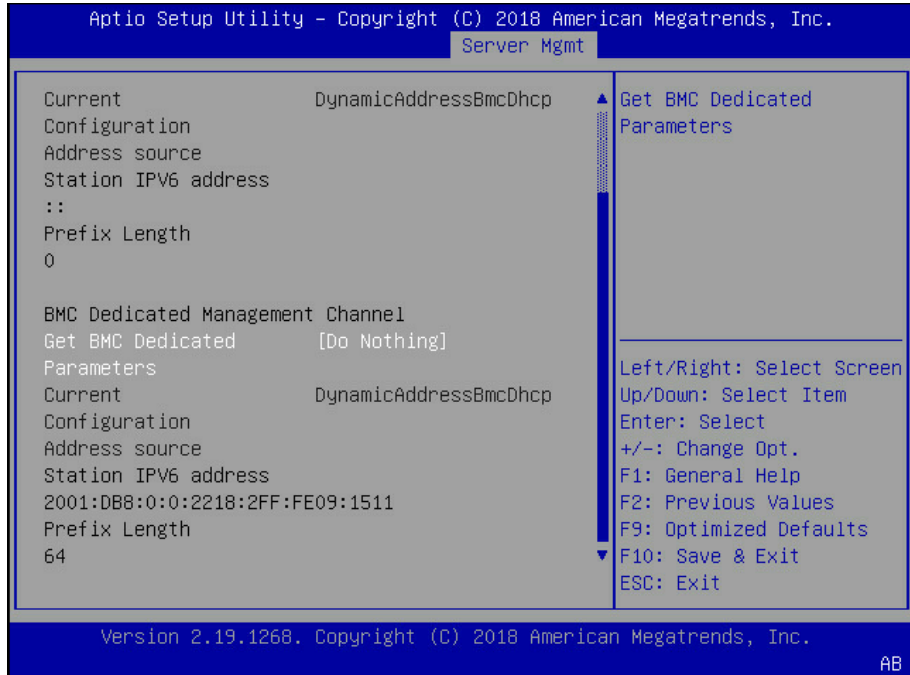 Aptio Setup Utility – Copyright (C) 2018 American Megatrends, Inc.
Server Mgmt
Current DynamicAddressBmcDhcp
Configuration
Address source
Station IPV6 address
::
Prefix Length
0
BMC Dedicated Management Channel
Get BMC Dedicated [Do Nothing]
Parameters
Current DynamicAddressBmcDhcp
Configuration
Address source
Station IPV6 address
2001:DB8:0:0:2218:2FF:FE09:1511
Prefix Length
64
Get BMC Dedicated
Parameters
Left/Right: Select Screen
Up/Down: Select Item
Enter: Select
+/-: Change Opt.
F1: General Help
F2: Previous Values
F9: Optimized Defaults
F10: Save & Exit
ESC: Exit
Version 2.19.1268. Copyright (C) 2018 American Megatrends, Inc.
AB